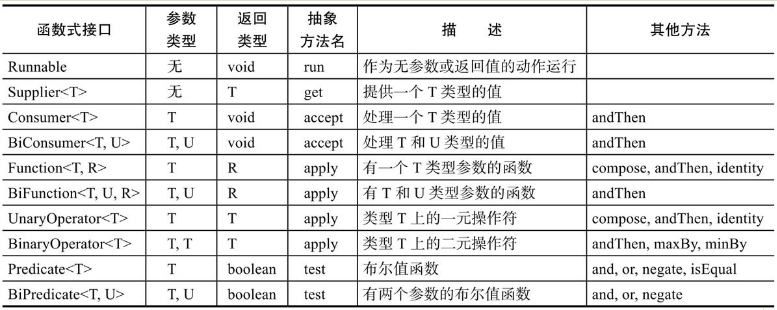 函数式接口 参数类型 返回类型 抽象方法名 描 述 其他方法
Runnable 无 void run 作为无参数或返回值的动作运行
Supplier<T> 无 T get 提供一个 T 类型的值
Consumer<T> T void accept 处理一个 T 类型的值 andThen
BiConsumer<T, U> T, U void accept 处理 T 和 U 类型的值 andThen
Function<T, R> T R apply 有一个 T 类型参数的函数 compose, andThen, identity
BiFunction<T, U, R> T, U R apply 有 T 和 U 类型参数的函数 andThen
UnaryOperator<T> T T apply 类型 T 上的一元操作符 compose, andThen, identity
BinaryOperator<T> T, T T apply 类型 T 上的二元操作符 andThen, maxBy, minBy
Predicate<T> T boolean test 布尔值函数 and, or, negate, isEqual
BiPredicate<T, U> T, U boolean test 有两个参数的布尔值函数 and, or, negate